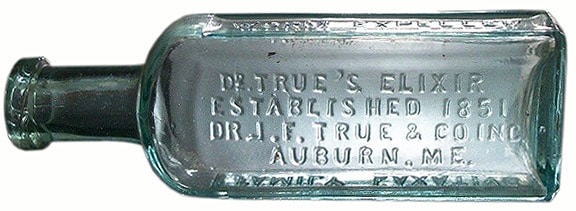 DR. TRUE'S ELIXIR
ESTABLISHED 1851
DR. J. F. TRUE & CO INC
AUBURN, ME.